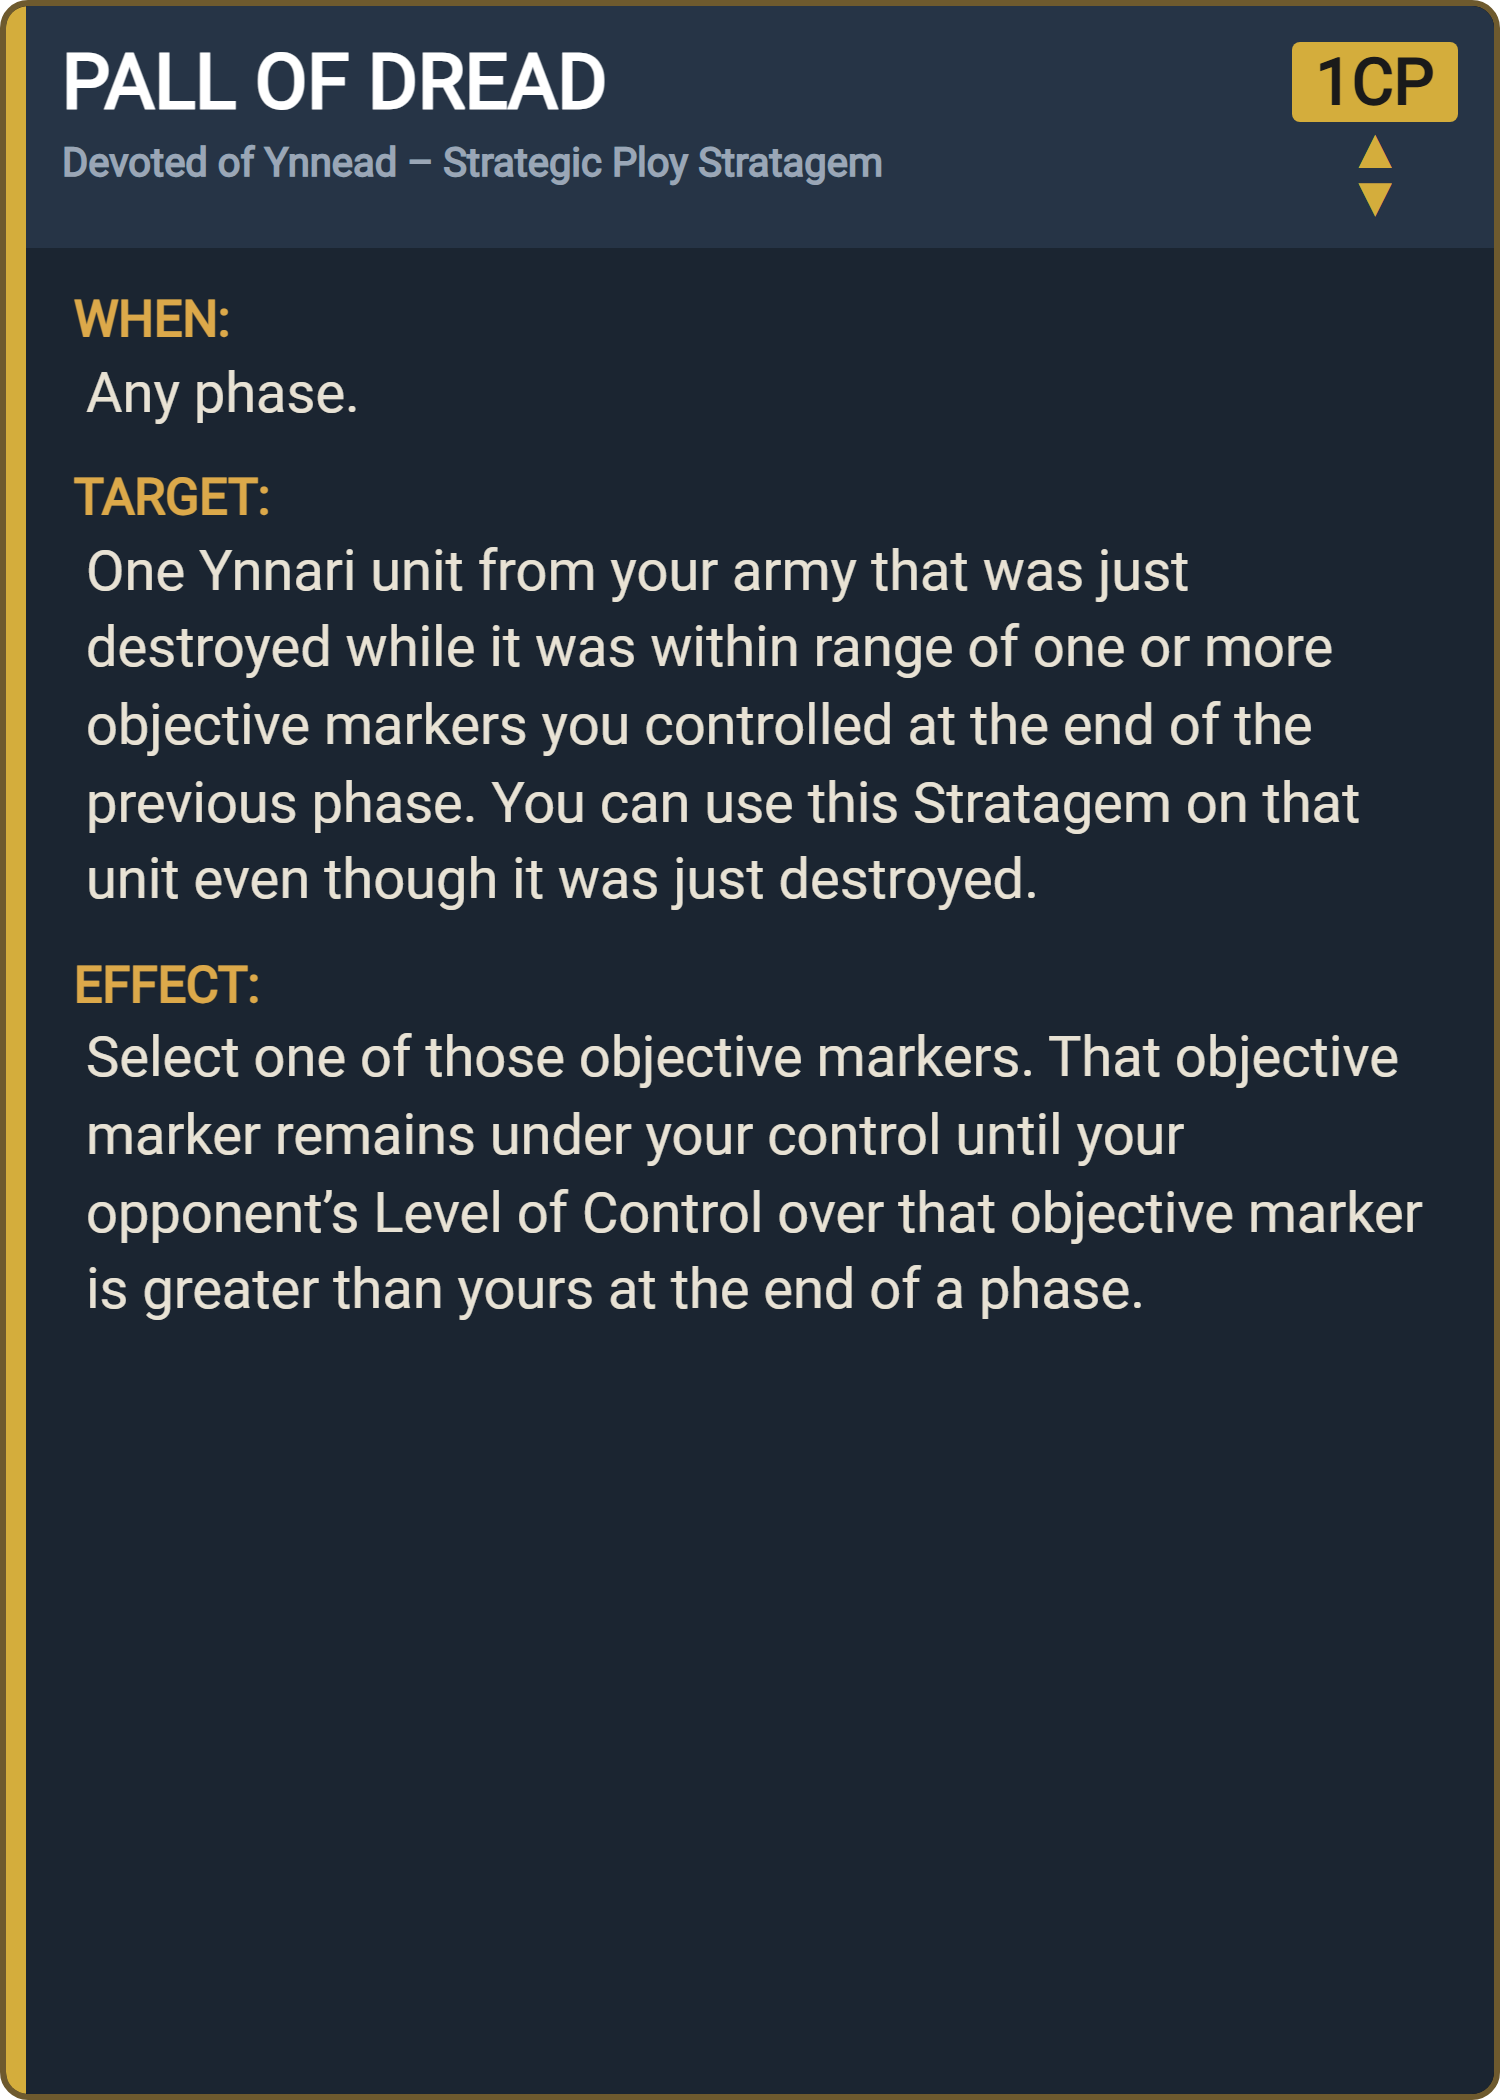 PALL OF DREAD
1CP
Devoted of Ynnead – Strategic Ploy Stratagem
▲
▼
WHEN:
Any phase.
TARGET:
One Ynnari unit from your army that was just
destroyed while it was within range of one or more
objective markers you controlled at the end of the
previous phase. You can use this Stratagem on that
unit even though it was just destroyed.
EFFECT:
Select one of those objective markers. That objective
marker remains under your control until your
opponent’s Level of Control over that objective marker
is greater than yours at the end of a phase.